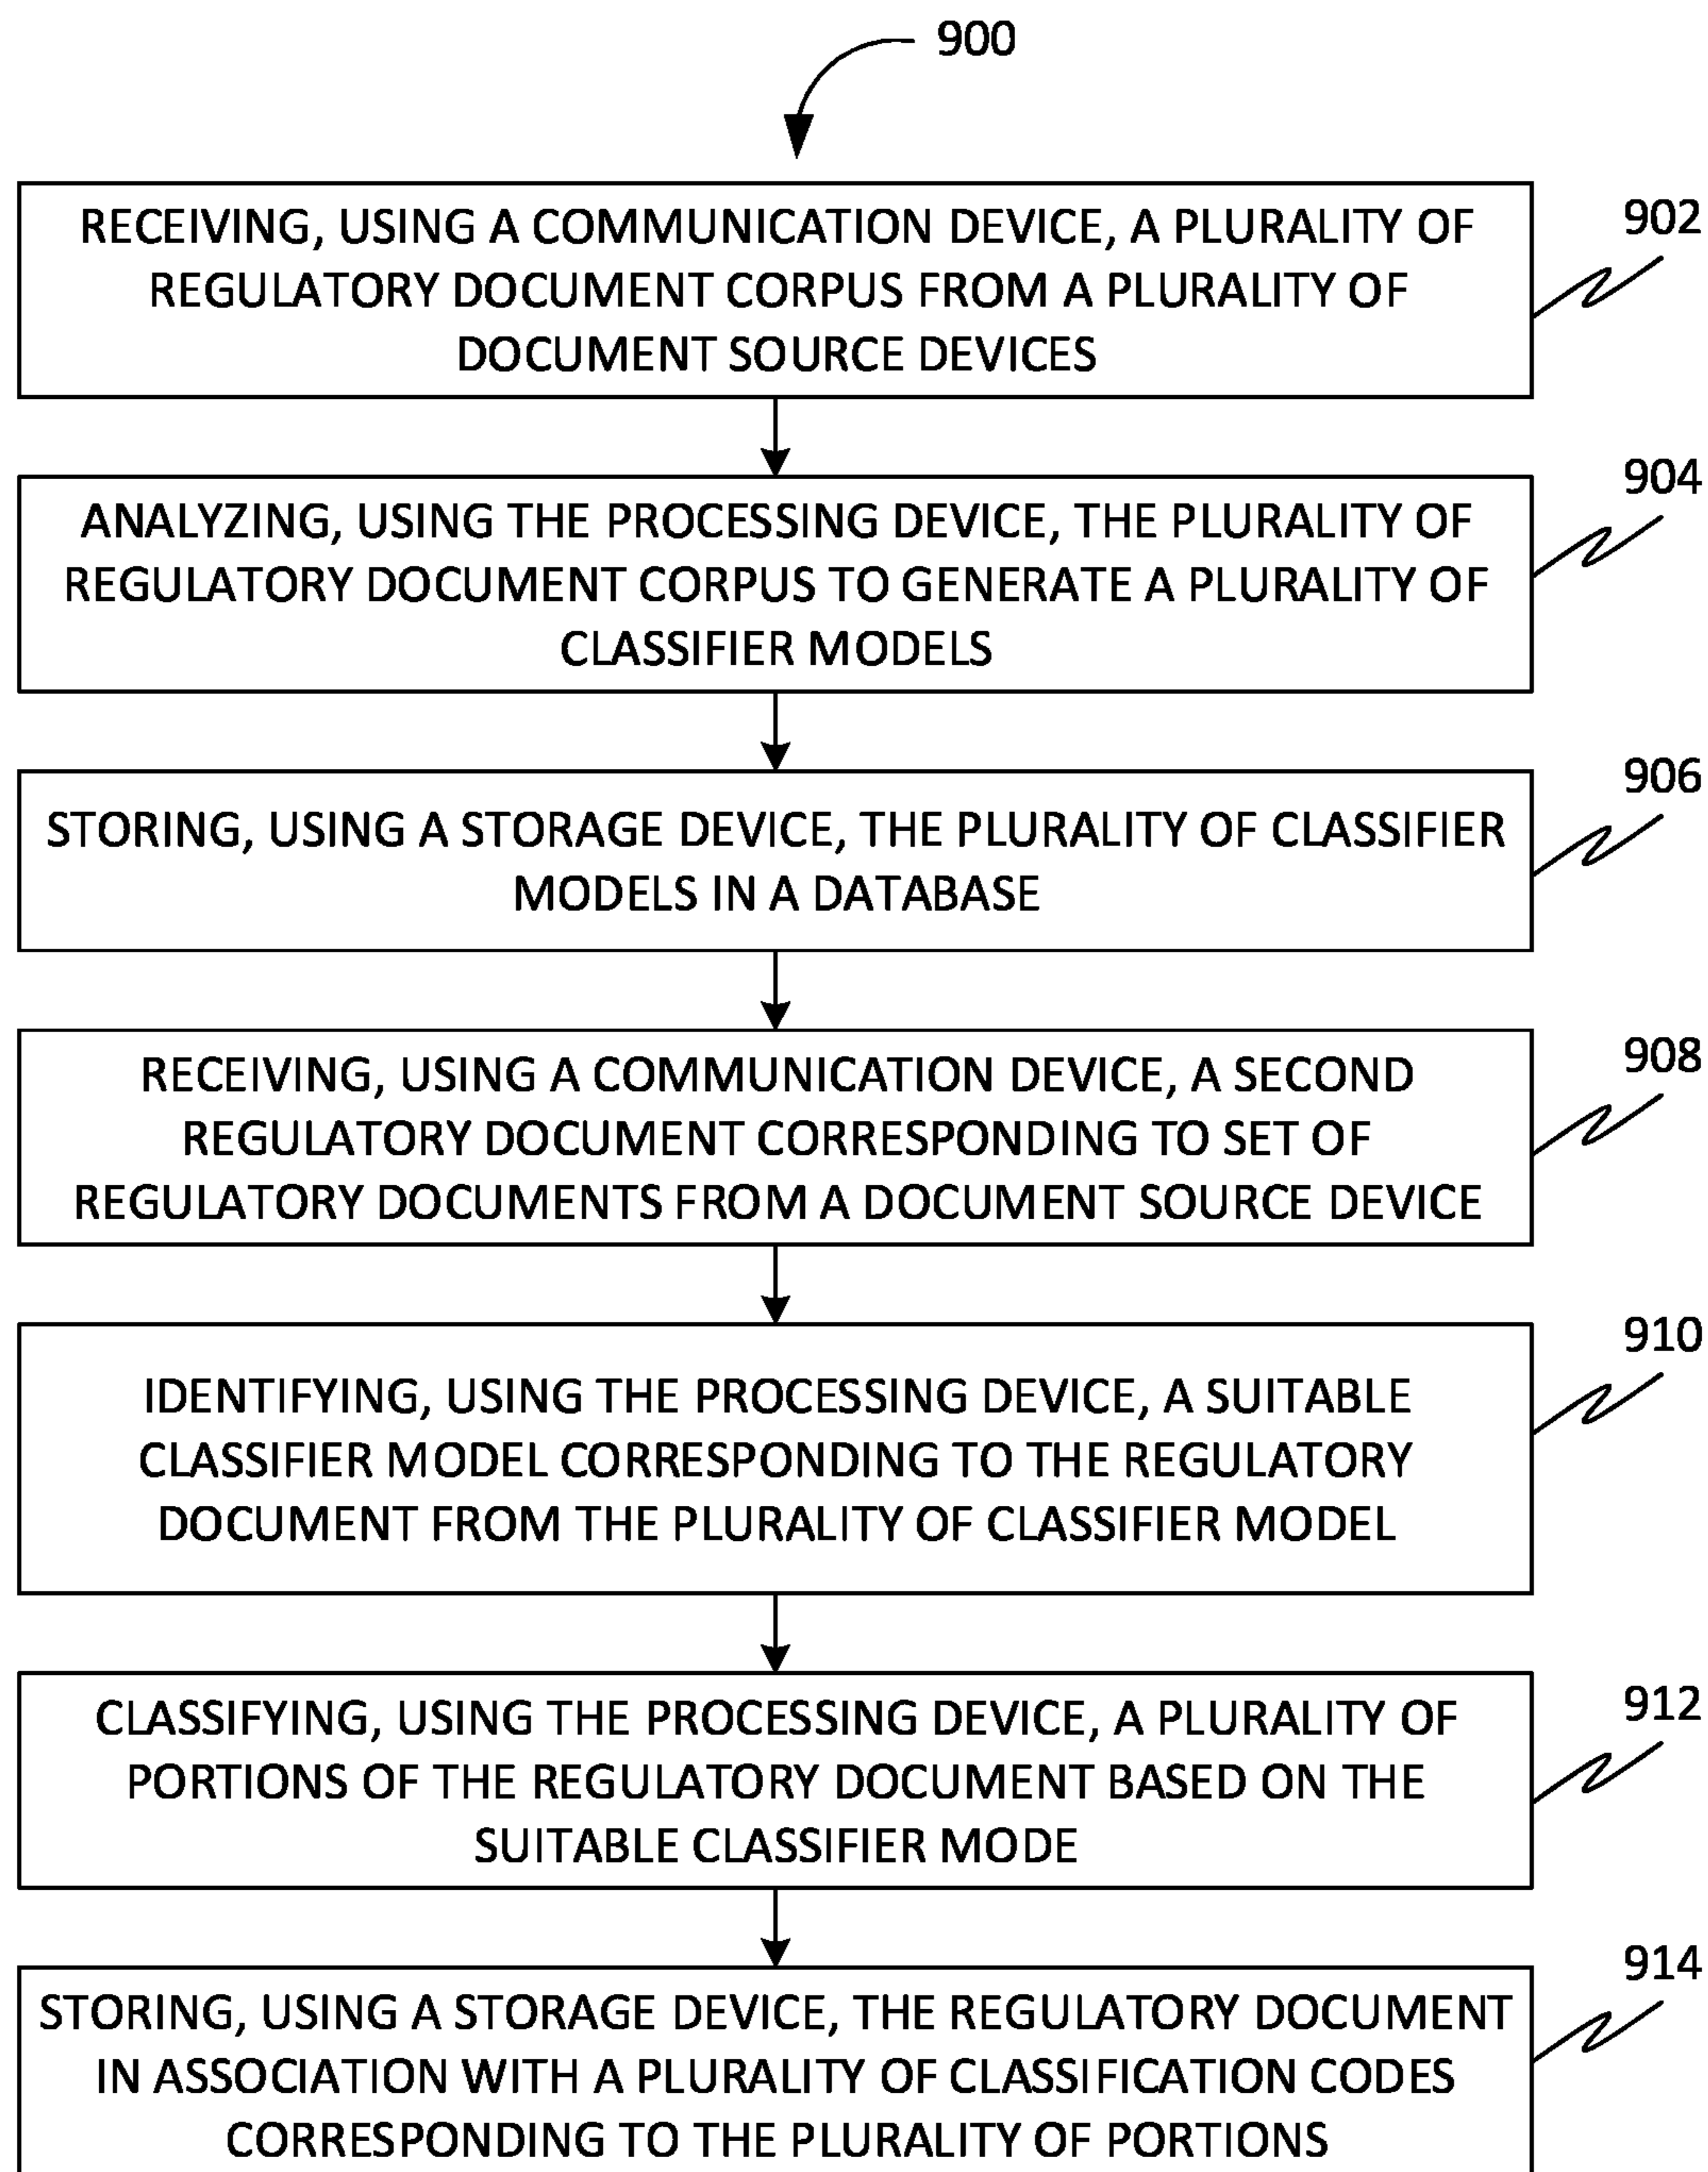 900
RECEIVING, USING A COMMUNICATION DEVICE, A PLURALITY OF
REGULATORY DOCUMENT CORPUS FROM A PLURALITY OF
DOCUMENT SOURCE DEVICES
902
ANALYZING, USING THE PROCESSING DEVICE, THE PLURALITY OF
REGULATORY DOCUMENT CORPUS TO GENERATE A PLURALITY OF
CLASSIFIER MODELS
904
STORING, USING A STORAGE DEVICE, THE PLURALITY OF CLASSIFIER
MODELS IN A DATABASE
906
RECEIVING, USING A COMMUNICATION DEVICE, A SECOND
REGULATORY DOCUMENT CORRESPONDING TO SET OF
REGULATORY DOCUMENTS FROM A DOCUMENT SOURCE DEVICE
908
IDENTIFYING, USING THE PROCESSING DEVICE, A SUITABLE
CLASSIFIER MODEL CORRESPONDING TO THE REGULATORY
DOCUMENT FROM THE PLURALITY OF CLASSIFIER MODEL
910
CLASSIFYING, USING THE PROCESSING DEVICE, A PLURALITY OF
PORTIONS OF THE REGULATORY DOCUMENT BASED ON THE
SUITABLE CLASSIFIER MODE
912
STORING, USING A STORAGE DEVICE, THE REGULATORY DOCUMENT
IN ASSOCIATION WITH A PLURALITY OF CLASSIFICATION CODES
CORRESPONDING TO THE PLURALITY OF PORTIONS
914